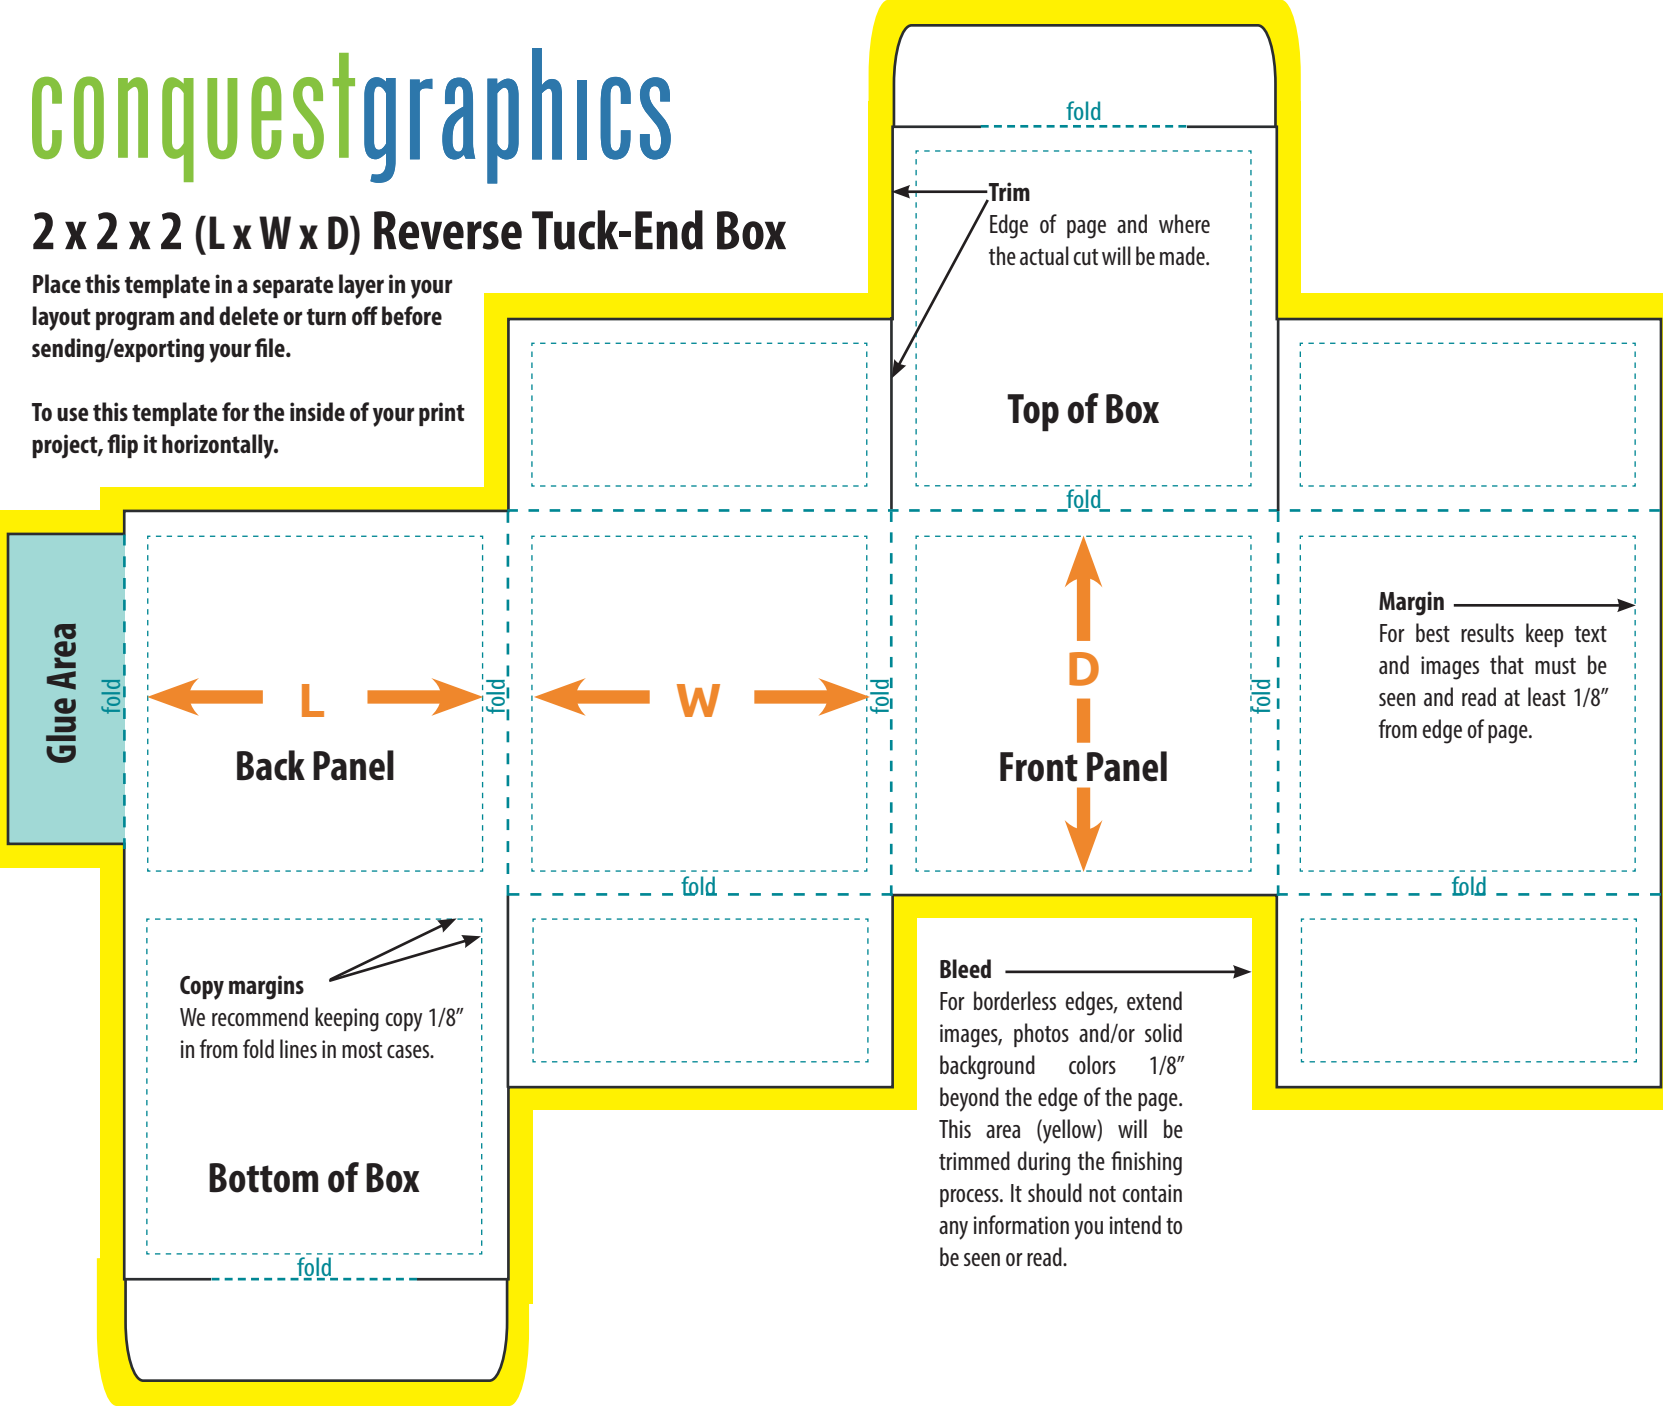 conquestgraphics
2 x 2 x 2 (L x W x D) Reverse Tuck-End Box
Place this template in a separate layer in your
layout program and delete or turn off before
sending/exporting your file.
To use this template for the inside of your print
project, flip it horizontally.
fold
Trim
Edge of page and where
the actual cut will be made.
Top of Box
fold
Glue Area
fold
L
Back Panel
fold
W
fold
D
Front Panel
fold
Margin
For best results keep text
and images that must be
seen and read at least 1/8”
from edge of page.
fold
fold
Copy margins
We recommend keeping copy 1/8”
in from fold lines in most cases.
Bottom of Box
fold
Bleed
For borderless edges, extend
images, photos and/or solid
background colors 1/8”
beyond the edge of the page.
This area (yellow) will be
trimmed during the finishing
process. It should not contain
any information you intend to
be seen or read.